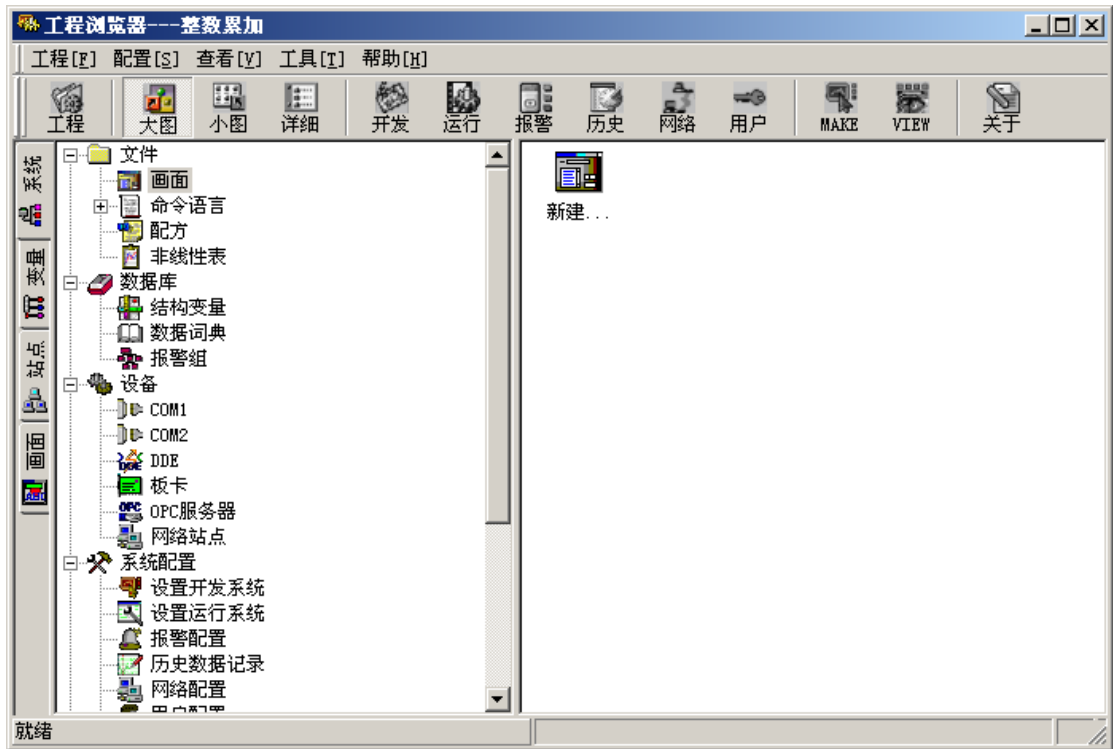 工程浏览器---整数累加
工程[F] 配置[S] 查看[V] 工具[T] 帮助[H]
工程 大图 小图 详细 开发 运行 报警 历史 网络 用户 MAKE VIEW 关于
系统
变量
站点
画面
文件
画面
命令语言
配方
非线性表
数据库
结构变量
数据词典
报警组
设备
COM1
COM2
DDE
板卡
OPC服务器
网络站点
系统配置
设置开发系统
设置运行系统
报警配置
历史数据记录
网络配置
新建...
就绪